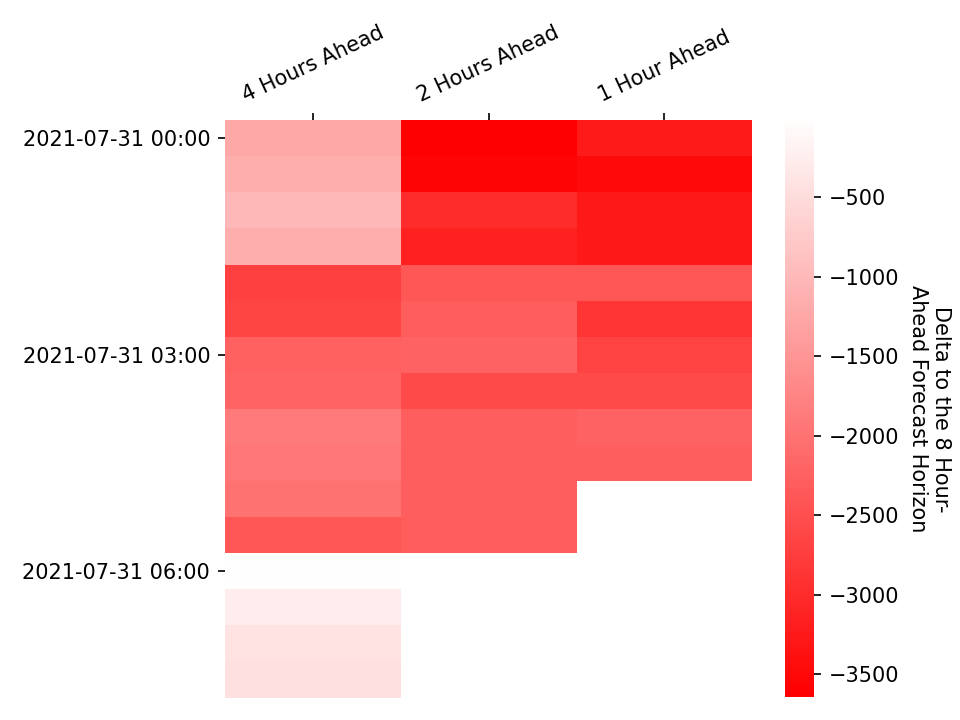 4 Hours Ahead
2 Hours Ahead
1 Hour Ahead
2021-07-31 00:00
2021-07-31 03:00
2021-07-31 06:00
−500
−1000
−1500
−2000
−2500
−3000
−3500
Delta to the 8 Hour-
Ahead Forecast Horizon